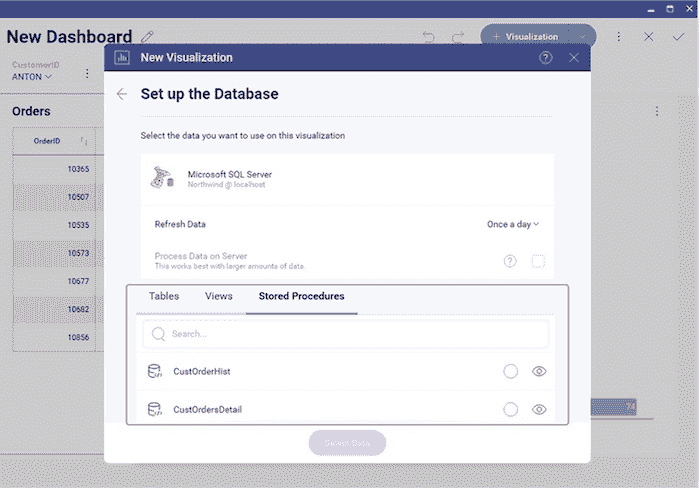 New Dashboard
+ Visualization
CustomerID
ANTON
New Visualization
Set up the Database
Select the data you want to use on this visualization
Orders
OrderID
10365
10507
10535
10573
10677
10682
10856
Microsoft SQL Server
Northwind @ localhost
Refresh Data
Once a day
Process Data on Server
This works best with larger amounts of data.
Tables
Views
Stored Procedures
Search...
CustOrderHist
CustOrdersDetail
74
Select Data